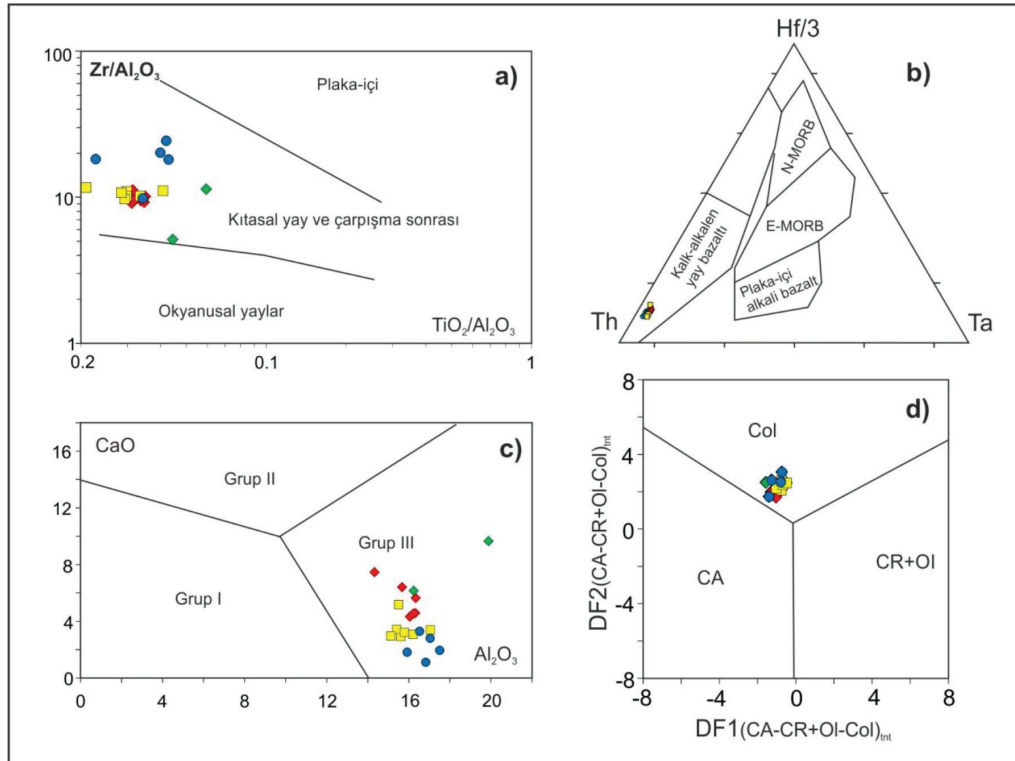 100
Zr/Al₂O₃
a)
Plaka-içi
10
Kıtasal yay ve çarpışma sonrası
Okyanusal yaylar
TiO₂/Al₂O₃
1
0.2
0.1
1
Hf/3
b)
N-MORB
E-MORB
Kalk-alkalen
yay bazaltı
Plaka-içi
alkali bazalt
Th
Ta
CaO
c)
16
12
8
4
0
Grup II
Grup III
Grup I
Al₂O₃
0
4
8
12
16
20
d)
8
4
0
-4
-8
Col
CA
CR+OI
DF2(CA-CR+OI-Col)tnt
-8
-4
0
4
8
DF1(CA-CR+OI-Col)tnt